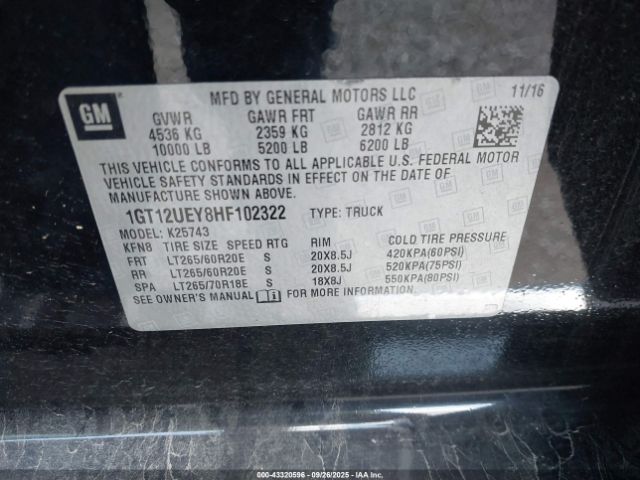 GM
MFD BY GENERAL MOTORS LLC 11/16
GVWR GAWR FRT GAWR RR
4536 KG 2359 KG 2812 KG
10000 LB 5200 LB 6200 LB
THIS VEHICLE CONFORMS TO ALL APPLICABLE U.S. FEDERAL MOTOR
VEHICLE SAFETY STANDARDS IN EFFECT ON THE DATE OF
MANUFACTURE SHOWN ABOVE.
1GT12UEY8HF102322 TYPE: TRUCK
MODEL: K25743
KFN8 TIRE SIZE SPEED RTG RIM COLD TIRE PRESSURE
FRT LT265/60R20E S 20X8.5J 420KPA(60PSI)
RR LT265/60R20E S 20X8.5J 520KPA(75PSI)
SPA LT265/70R18E S 18X8J 550KPA(80PSI)
SEE OWNER'S MANUAL FOR MORE INFORMATION.
000-43320596 - 09/26/2025 - IAAI.COM